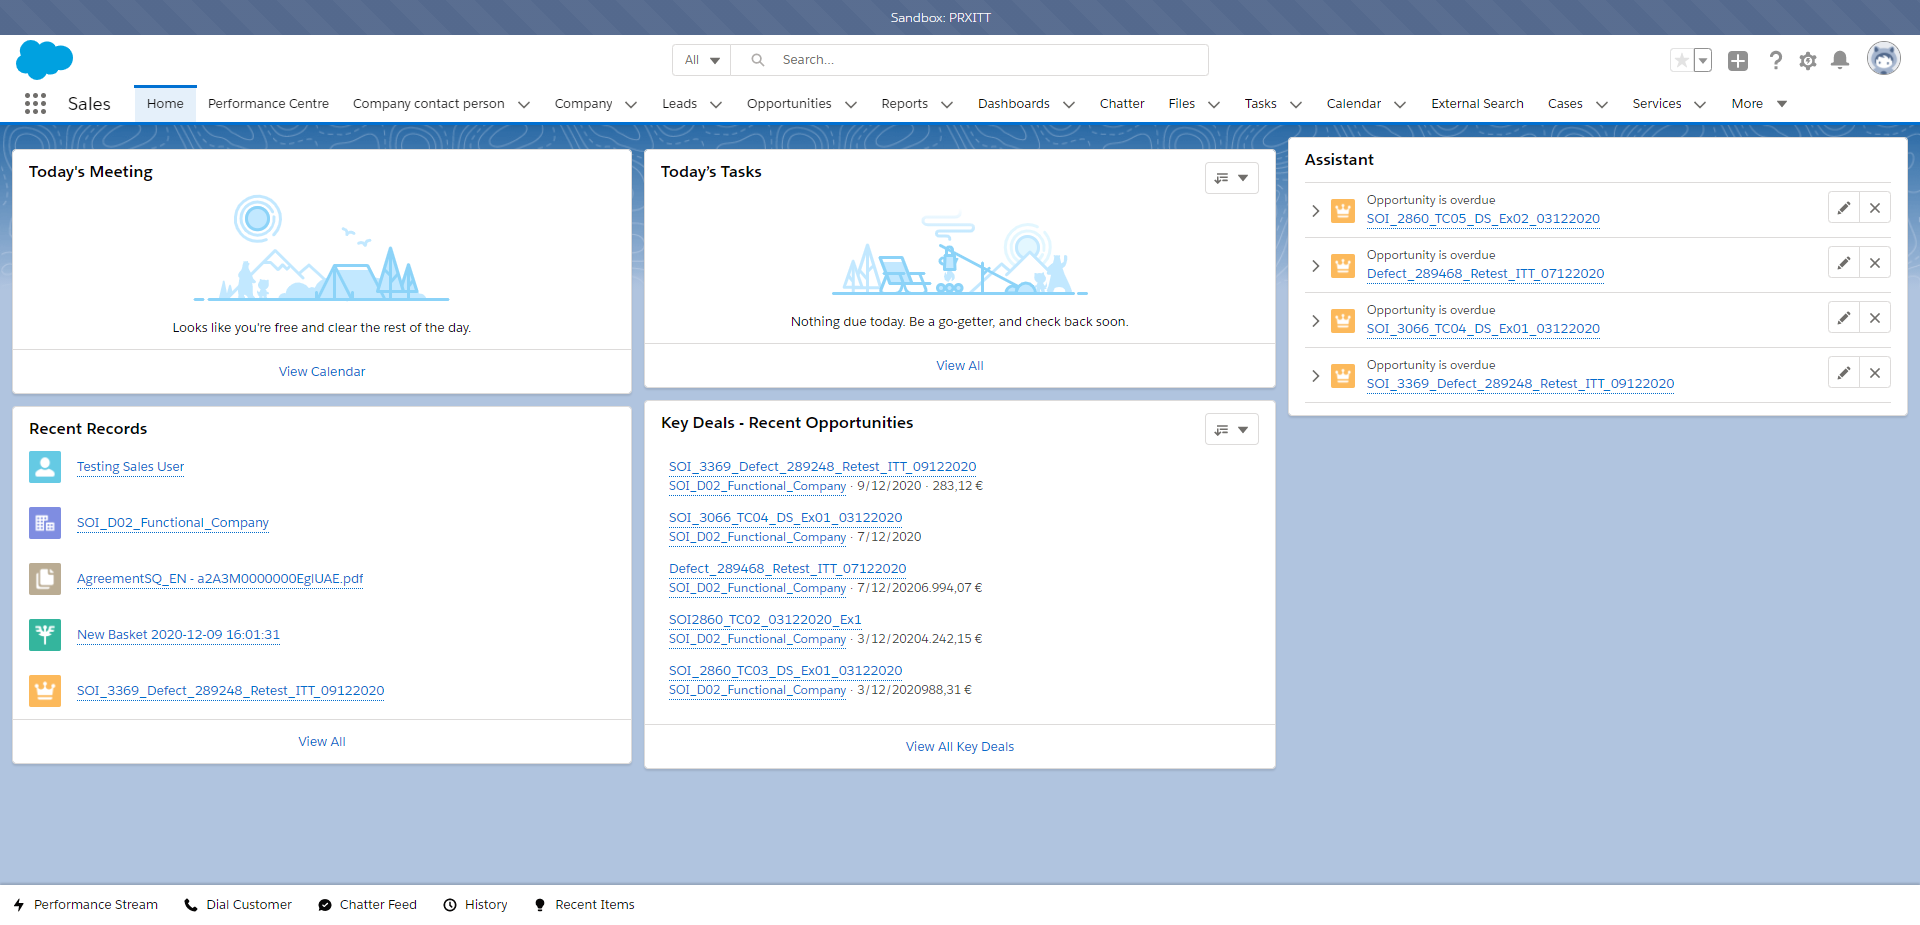 Sandbox: PRXITT
All
Search...
Sales
Home
Performance Centre
Company contact person
Company
Leads
Opportunities
Reports
Dashboards
Chatter
Files
Tasks
Calendar
External Search
Cases
Services
More
Today's Meeting
Looks like you're free and clear the rest of the day.
View Calendar
Recent Records
Testing Sales User
SOI_D02_Functional_Company
AgreementSQ_EN - a2A3M0000000EglUAE.pdf
New Basket 2020-12-09 16:01:31
SOI_3369_Defect_289248_Retest_ITT_09122020
View All
Today's Tasks
Nothing due today. Be a go-getter, and check back soon.
View All
Key Deals - Recent Opportunities
SOI_3369_Defect_289248_Retest_ITT_09122020
SOI_D02_Functional_Company · 9/12/2020 · 283,12 €
SOI_3066_TC04_DS_Ex01_03122020
SOI_D02_Functional_Company · 7/12/2020
Defect_289468_Retest_ITT_07122020
SOI_D02_Functional_Company · 7/12/20206.994,07 €
SOI2860_TC02_03122020_Ex1
SOI_D02_Functional_Company · 3/12/20204.242,15 €
SOI_2860_TC03_DS_Ex01_03122020
SOI_D02_Functional_Company · 3/12/2020988,31 €
View All Key Deals
Assistant
Opportunity is overdue
SOI_2860_TC05_DS_Ex02_03122020
Opportunity is overdue
Defect_289468_Retest_ITT_07122020
Opportunity is overdue
SOI_3066_TC04_DS_Ex01_03122020
Opportunity is overdue
SOI_3369_Defect_289248_Retest_ITT_09122020
Performance Stream
Dial Customer
Chatter Feed
History
Recent Items